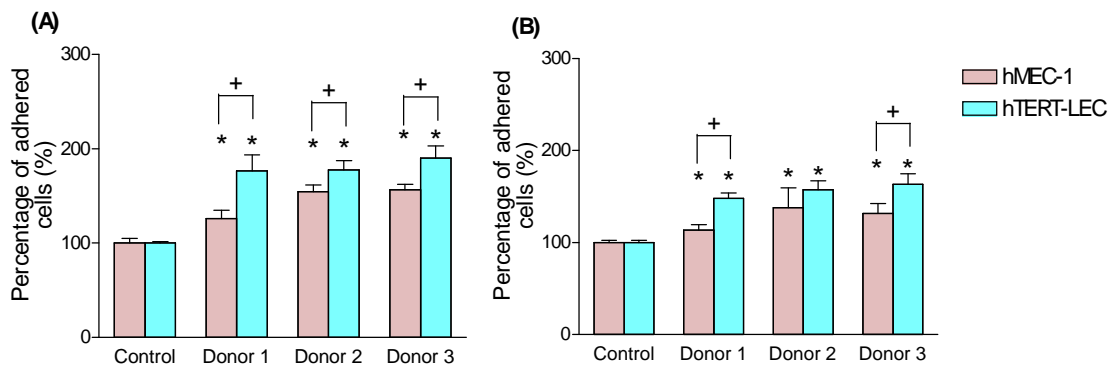 (A)
Percentage of adhered
cells (%)
300
200
100
0
+
+
+
* *
* *
* *
Control Donor 1 Donor 2 Donor 3
(B)
Percentage of adhered
cells (%)
300
200
100
0
+
+
* *
* *
* *
Control Donor 1 Donor 2 Donor 3
hMEC-1
hTERT-LEC